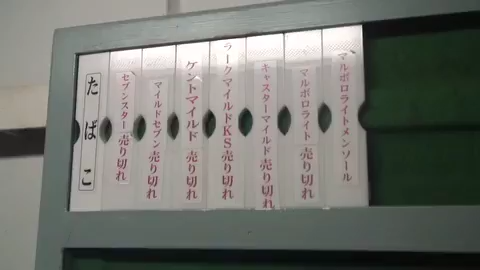 たばこ
セブンスター 売り切れ
マイルドセブン 売り切れ
ケントマイルド 売り切れ
ラークマイルドKS 売り切れ
キャスターマイルド 売り切れ
マルボロライト 売り切れ
マルボロライトメンソール